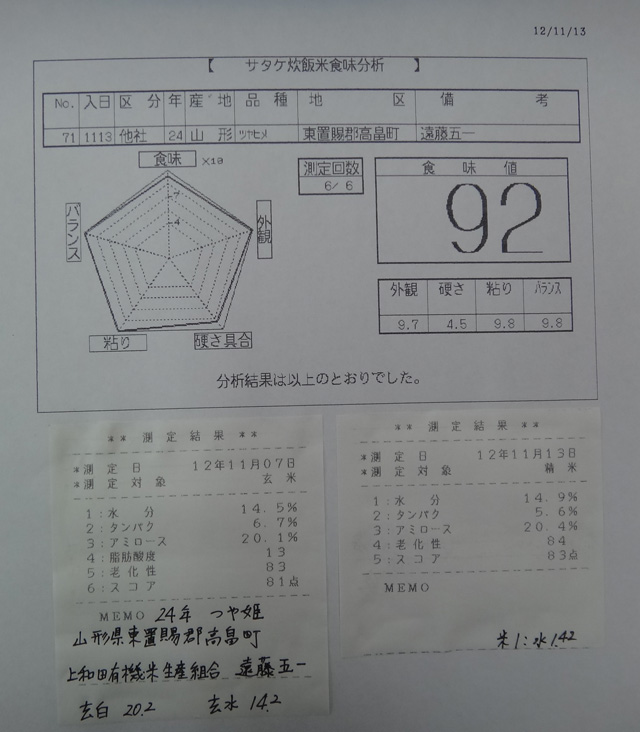 12/11/13
【 サタケ炊飯米食味分析 】
No. 入日 区分 年 産地 品種 地区 備考
71 1113 他社 24 山形 ツヤヒメ 東置賜郡高畠町 遠藤五一
食味 X10
測定回数
6/ 6
食味値
92
バランス
外観
7
4
粘り
硬さ具合
外観 硬さ 粘り バランス
9.7 4.5 9.8 9.8
分析結果は以上のとおりでした。
** 測定結果 **
*測定日 12年11月07日
*測定対象 玄米
1:水分 14.5%
2:タンパク 6.7%
3:アミロース 20.1%
4:脂肪酸度 13
5:老化性 83
6:スコア 81点
MEMO 24年 つや姫
山形県東置賜郡高畠町
上和田有機米生産組合 遠藤五一
玄白 20.2 玄水 14.2
** 測定結果 **
*測定日 12年11月13日
*測定対象 精米
1:水分 14.9%
2:タンパク 5.6%
3:アミロース 20.4%
4:老化性 84
5:スコア 83点
MEMO
米1:水1.42